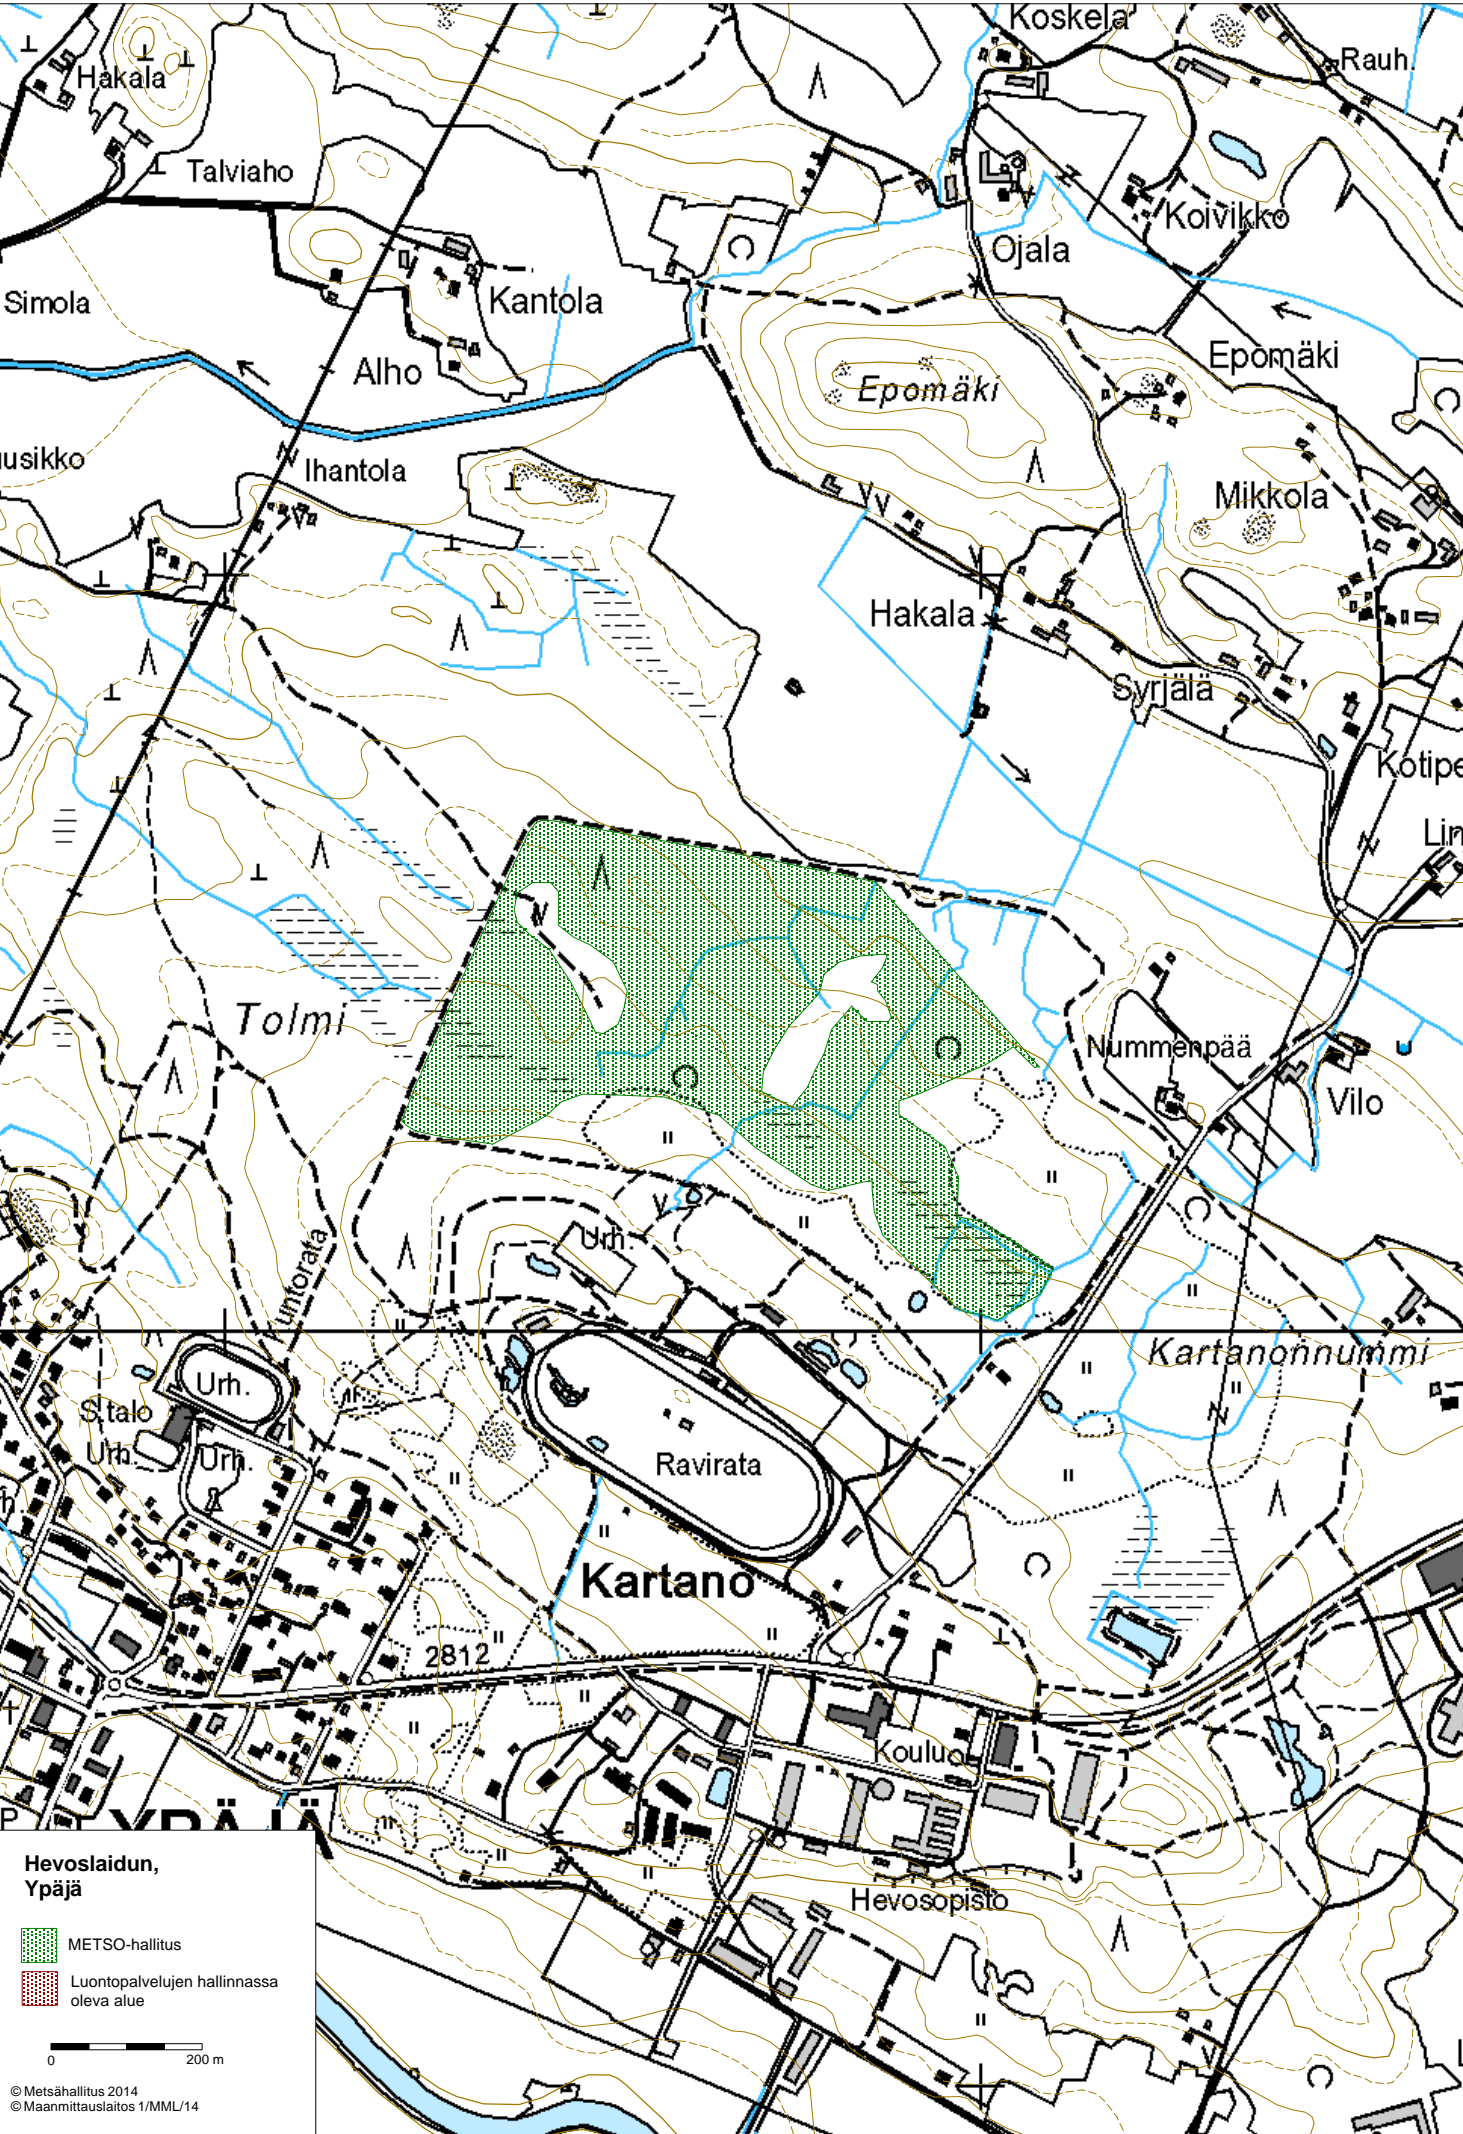 Koskela
Rauh.
Hakala
Talviaho
Koivikko
Ojala
Simola
Kantola
Epomäki
Alho
Epomäki
usikko
Ihantola
Mikkola
Hakala
Syrjälä
Kotipe
Lin
Tolmi
Nummenpää
Vilo
Urh.
untorata
Kartanonnummi
Urh.
S.talo
Urh.
Urh.
Ravirata
Kartano
2812
Koulu
YPÄJÄ
P
Hevosopisto
Hevoslaidun,
Ypäjä
METSO-hallitus
Luontopalvelujen hallinnassa
oleva alue
0 200 m
© Metsähallitus 2014
© Maanmittauslaitos 1/MML/14